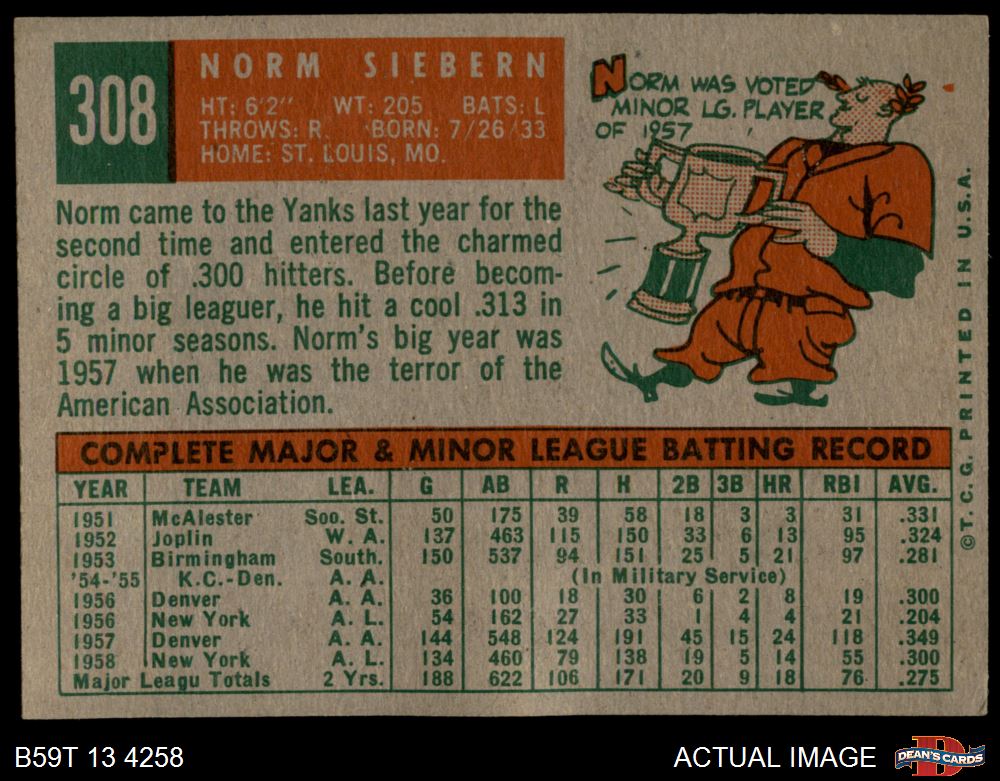 308
NORM SIEBERN
HT: 6'2" WT: 205 BATS: L
THROWS: R. BORN: 7/26/33
HOME: ST. LOUIS, MO.
NORM WAS VOTED
MINOR LG. PLAYER
OF 1957
Norm came to the Yanks last year for the
second time and entered the charmed
circle of .300 hitters. Before becom-
ing a big leaguer, he hit a cool .313 in
5 minor seasons. Norm's big year was
1957 when he was the terror of the
American Association.
©T.C.G. PRINTED IN U.S.A.
COMPLETE MAJOR & MINOR LEAGUE BATTING RECORD
YEAR TEAM LEA. G AB R H 2B 3B HR RBI AVG.
1951 McAlester Soo. St. 50 175 39 58 18 3 3 31 .331
1952 Joplin W. A. 137 463 115 150 33 6 13 95 .324
1953 Birmingham South. 150 537 94 151 25 5 21 97 .281
'54-'55 K.C.-Den. A. A. (In Military Service)
1956 Denver A. A. 36 100 18 30 6 2 8 19 .300
1956 New York A. L. 54 162 27 33 1 4 4 21 .204
1957 Denver A. A. 144 548 124 191 45 15 24 118 .349
1958 New York A. L. 134 460 79 138 19 5 14 55 .300
Major Leagu Totals 2 Yrs. 188 622 106 171 20 9 18 76 .275
B59T 13 4258
ACTUAL IMAGE
D
DEAN'S CARDS